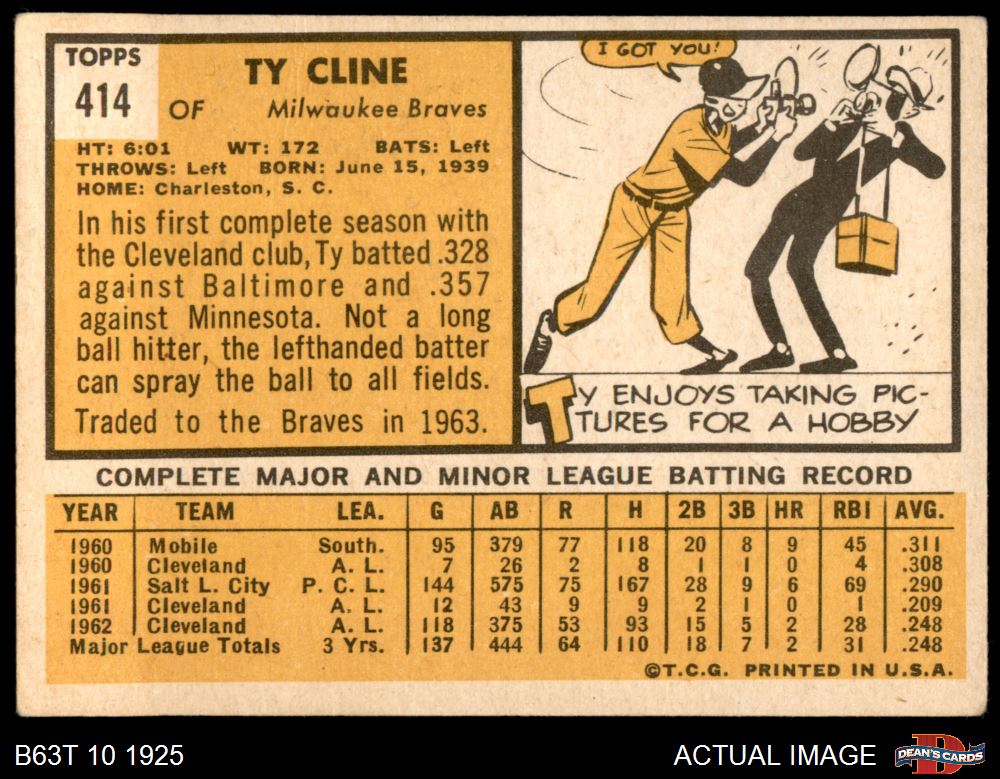 TOPPS
414
TY CLINE
OF Milwaukee Braves
HT: 6:01 WT: 172 BATS: Left
THROWS: Left BORN: June 15, 1939
HOME: Charleston, S. C.
In his first complete season with
the Cleveland club, Ty batted .328
against Baltimore and .357
against Minnesota. Not a long
ball hitter, the lefthanded batter
can spray the ball to all fields.
Traded to the Braves in 1963.
I GOT YOU!
TY ENJOYS TAKING PIC-
TURES FOR A HOBBY
COMPLETE MAJOR AND MINOR LEAGUE BATTING RECORD
YEAR TEAM LEA. G AB R H 2B 3B HR RBI AVG.
1960 Mobile South. 95 379 77 118 20 8 9 45 .311
1960 Cleveland A. L. 7 26 2 8 1 1 0 4 .308
1961 Salt L. City P. C. L. 144 575 75 167 28 9 6 69 .290
1961 Cleveland A. L. 12 43 9 9 2 1 0 1 .209
1962 Cleveland A. L. 118 375 53 93 15 5 2 28 .248
Major League Totals 3 Yrs. 137 444 64 110 18 7 2 31 .248
©T.C.G. PRINTED IN U.S.A.
B63T 10 1925
ACTUAL IMAGE
DEAN'S CARDS